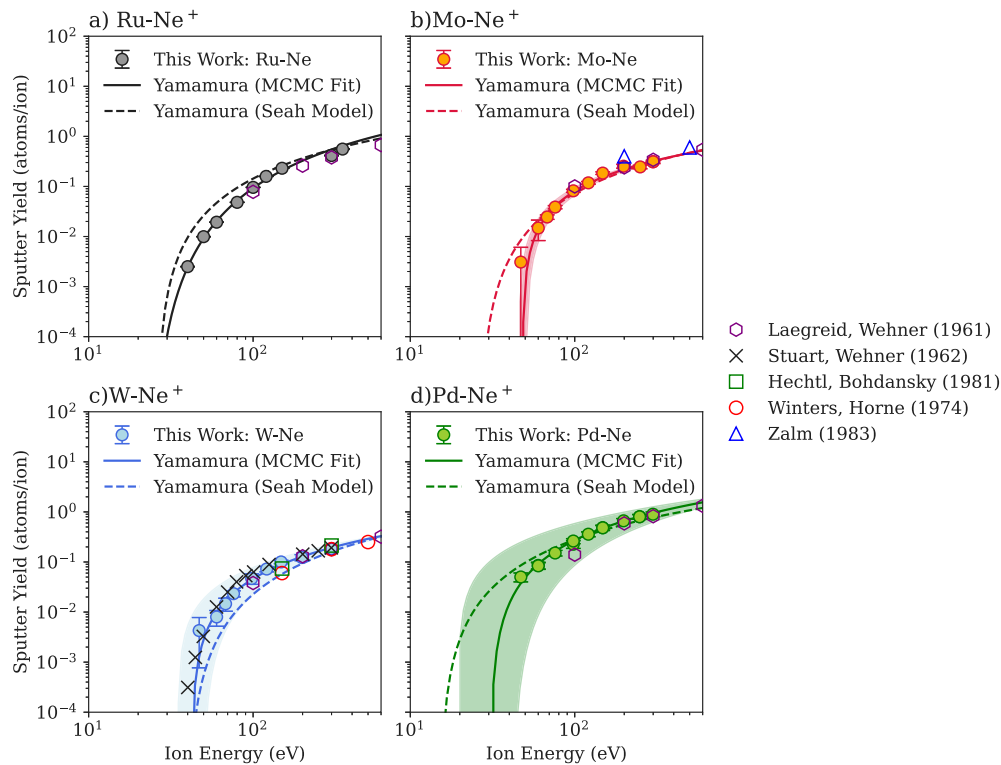 a) Ru-Ne⁺
This Work: Ru-Ne
Yamamura (MCMC Fit)
Yamamura (Seah Model)
Sputter Yield (atoms/ion)
10²
10¹
10⁰
10⁻¹
10⁻²
10⁻³
10⁻⁴
10¹
10²
b)Mo-Ne⁺
This Work: Mo-Ne
Yamamura (MCMC Fit)
Yamamura (Seah Model)
10¹
10²
c)W-Ne⁺
This Work: W-Ne
Yamamura (MCMC Fit)
Yamamura (Seah Model)
Sputter Yield (atoms/ion)
10²
10¹
10⁰
10⁻¹
10⁻²
10⁻³
10⁻⁴
10¹
10²
Ion Energy (eV)
d)Pd-Ne⁺
This Work: Pd-Ne
Yamamura (MCMC Fit)
Yamamura (Seah Model)
10¹
10²
Ion Energy (eV)
Laegreid, Wehner (1961)
Stuart, Wehner (1962)
Hechtl, Bohdansky (1981)
Winters, Horne (1974)
Zalm (1983)